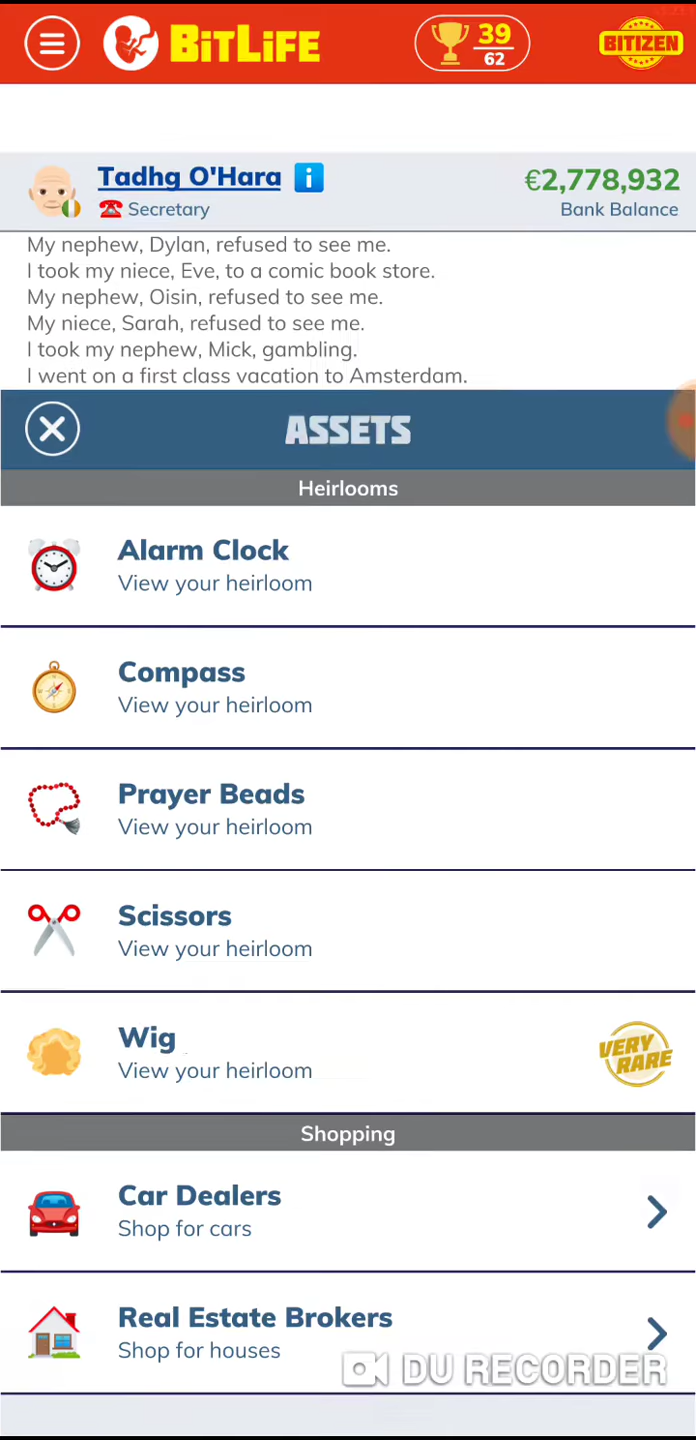 BitLife
39
62
BITIZEN
Tadhg O'Hara i
€2,778,932
Secretary
Bank Balance
My nephew, Dylan, refused to see me.
I took my niece, Eve, to a comic book store.
My nephew, Oisin, refused to see me.
My niece, Sarah, refused to see me.
I took my nephew, Mick, gambling.
I went on a first class vacation to Amsterdam.
ASSETS
Heirlooms
Alarm Clock
View your heirloom
Compass
View your heirloom
Prayer Beads
View your heirloom
Scissors
View your heirloom
Wig
View your heirloom
VERY
RARE
Shopping
Car Dealers
Shop for cars
Real Estate Brokers
Shop for houses
DU RECORDER